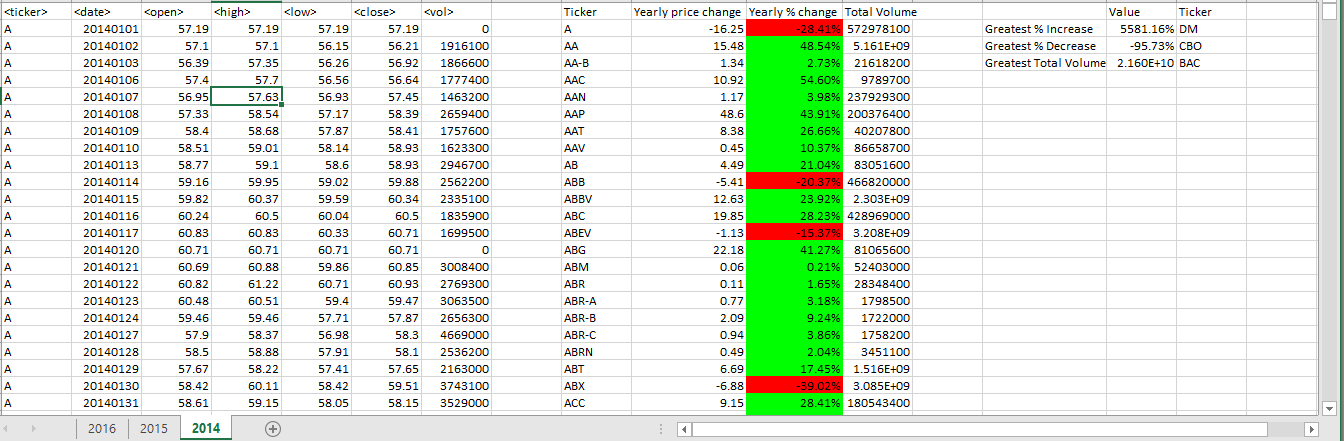 <ticker> <date> <open> <high> <low> <close> <vol> Ticker Yearly price change Yearly % change Total Volume Value Ticker
A 20140101 57.19 57.19 57.19 57.19 0 A -16.25 -28.41% 572978100 Greatest % Increase 5581.16% DM
A 20140102 57.1 57.1 56.15 56.21 1916100 AA 15.48 48.54% 5.161E+09 Greatest % Decrease -95.73% CBO
A 20140103 56.39 57.35 56.26 56.92 1866600 AA-B 1.34 2.73% 21618200 Greatest Total Volume 2.160E+10 BAC
A 20140106 57.4 57.7 56.56 56.64 1777400 AAC 10.92 54.60% 9789700
A 20140107 56.95 57.63 56.93 57.45 1463200 AAN 1.17 3.98% 237929300
A 20140108 57.33 58.54 57.17 58.39 2659400 AAP 48.6 43.91% 200376400
A 20140109 58.4 58.68 57.87 58.41 1757600 AAT 8.38 26.66% 40207800
A 20140110 58.51 59.01 58.14 58.93 1623300 AAV 0.45 10.37% 86658700
A 20140113 58.77 59.1 58.6 58.93 2946700 AB 4.49 21.04% 83051600
A 20140114 59.16 59.95 59.02 59.88 2562200 ABB -5.41 -20.37% 466820000
A 20140115 59.82 60.37 59.59 60.34 2335100 ABBV 12.63 23.92% 2.303E+09
A 20140116 60.24 60.5 60.04 60.5 1835900 ABC 19.85 28.23% 428969000
A 20140117 60.83 60.83 60.33 60.71 1699500 ABEV -1.13 -15.37% 3.208E+09
A 20140120 60.71 60.71 60.71 60.71 0 ABG 22.18 41.27% 81065600
A 20140121 60.69 60.88 59.86 60.85 3008400 ABM 0.06 0.21% 52403000
A 20140122 60.82 61.22 60.71 60.93 2769300 ABR 0.11 1.65% 28348400
A 20140123 60.48 60.51 59.4 59.47 3063500 ABR-A 0.77 3.18% 1798500
A 20140124 59.46 59.46 57.71 57.87 2656300 ABR-B 2.09 9.24% 1722000
A 20140127 57.9 58.37 56.98 58.3 4669000 ABR-C 0.94 3.86% 1758200
A 20140128 58.5 58.88 57.91 58.1 2536200 ABRN 0.49 2.04% 3451100
A 20140129 57.67 58.22 57.41 57.65 2163000 ABT 6.69 17.45% 1.516E+09
A 20140130 58.42 60.11 58.42 59.51 3743100 ABX -6.88 -39.02% 3.085E+09
A 20140131 58.61 59.15 58.05 58.15 3529000 ACC 9.15 28.41% 180543400
2016 2015 2014